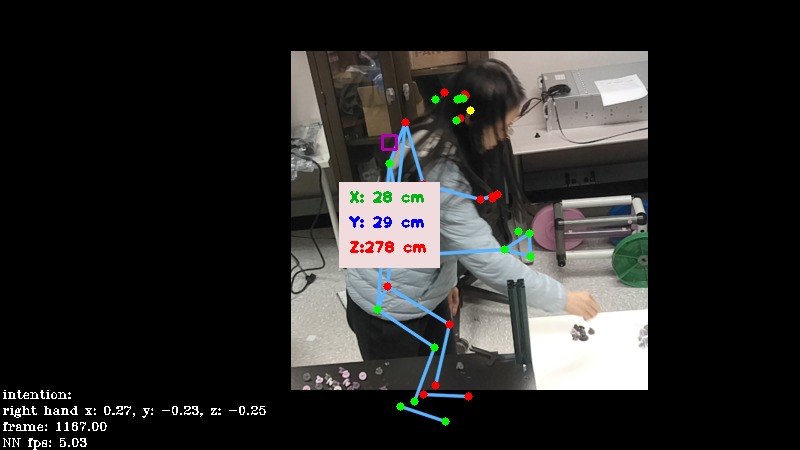 X: 28 cm
Y: 29 cm
Z:278 cm
intention:
right hand x: 0.27, y: -0.23, z: -0.25
frame: 1167.00
NN fps: 5.03